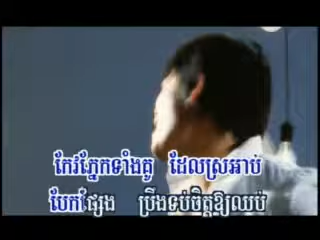 កែវភ្នែកទាំងគូ ដែលស្រអាប់
បែកផ្សែង ប្រឹងទប់ចិត្តឱ្យឈប់